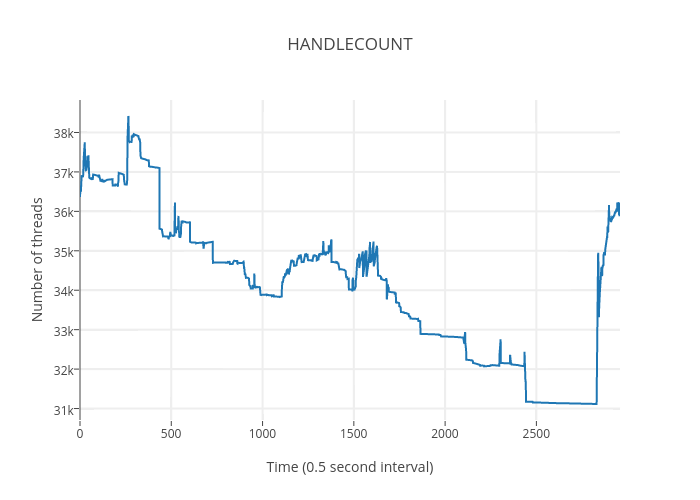 HANDLECOUNT
Number of threads
38k
37k
36k
35k
34k
33k
32k
31k
0 500 1000 1500 2000 2500
Time (0.5 second interval)